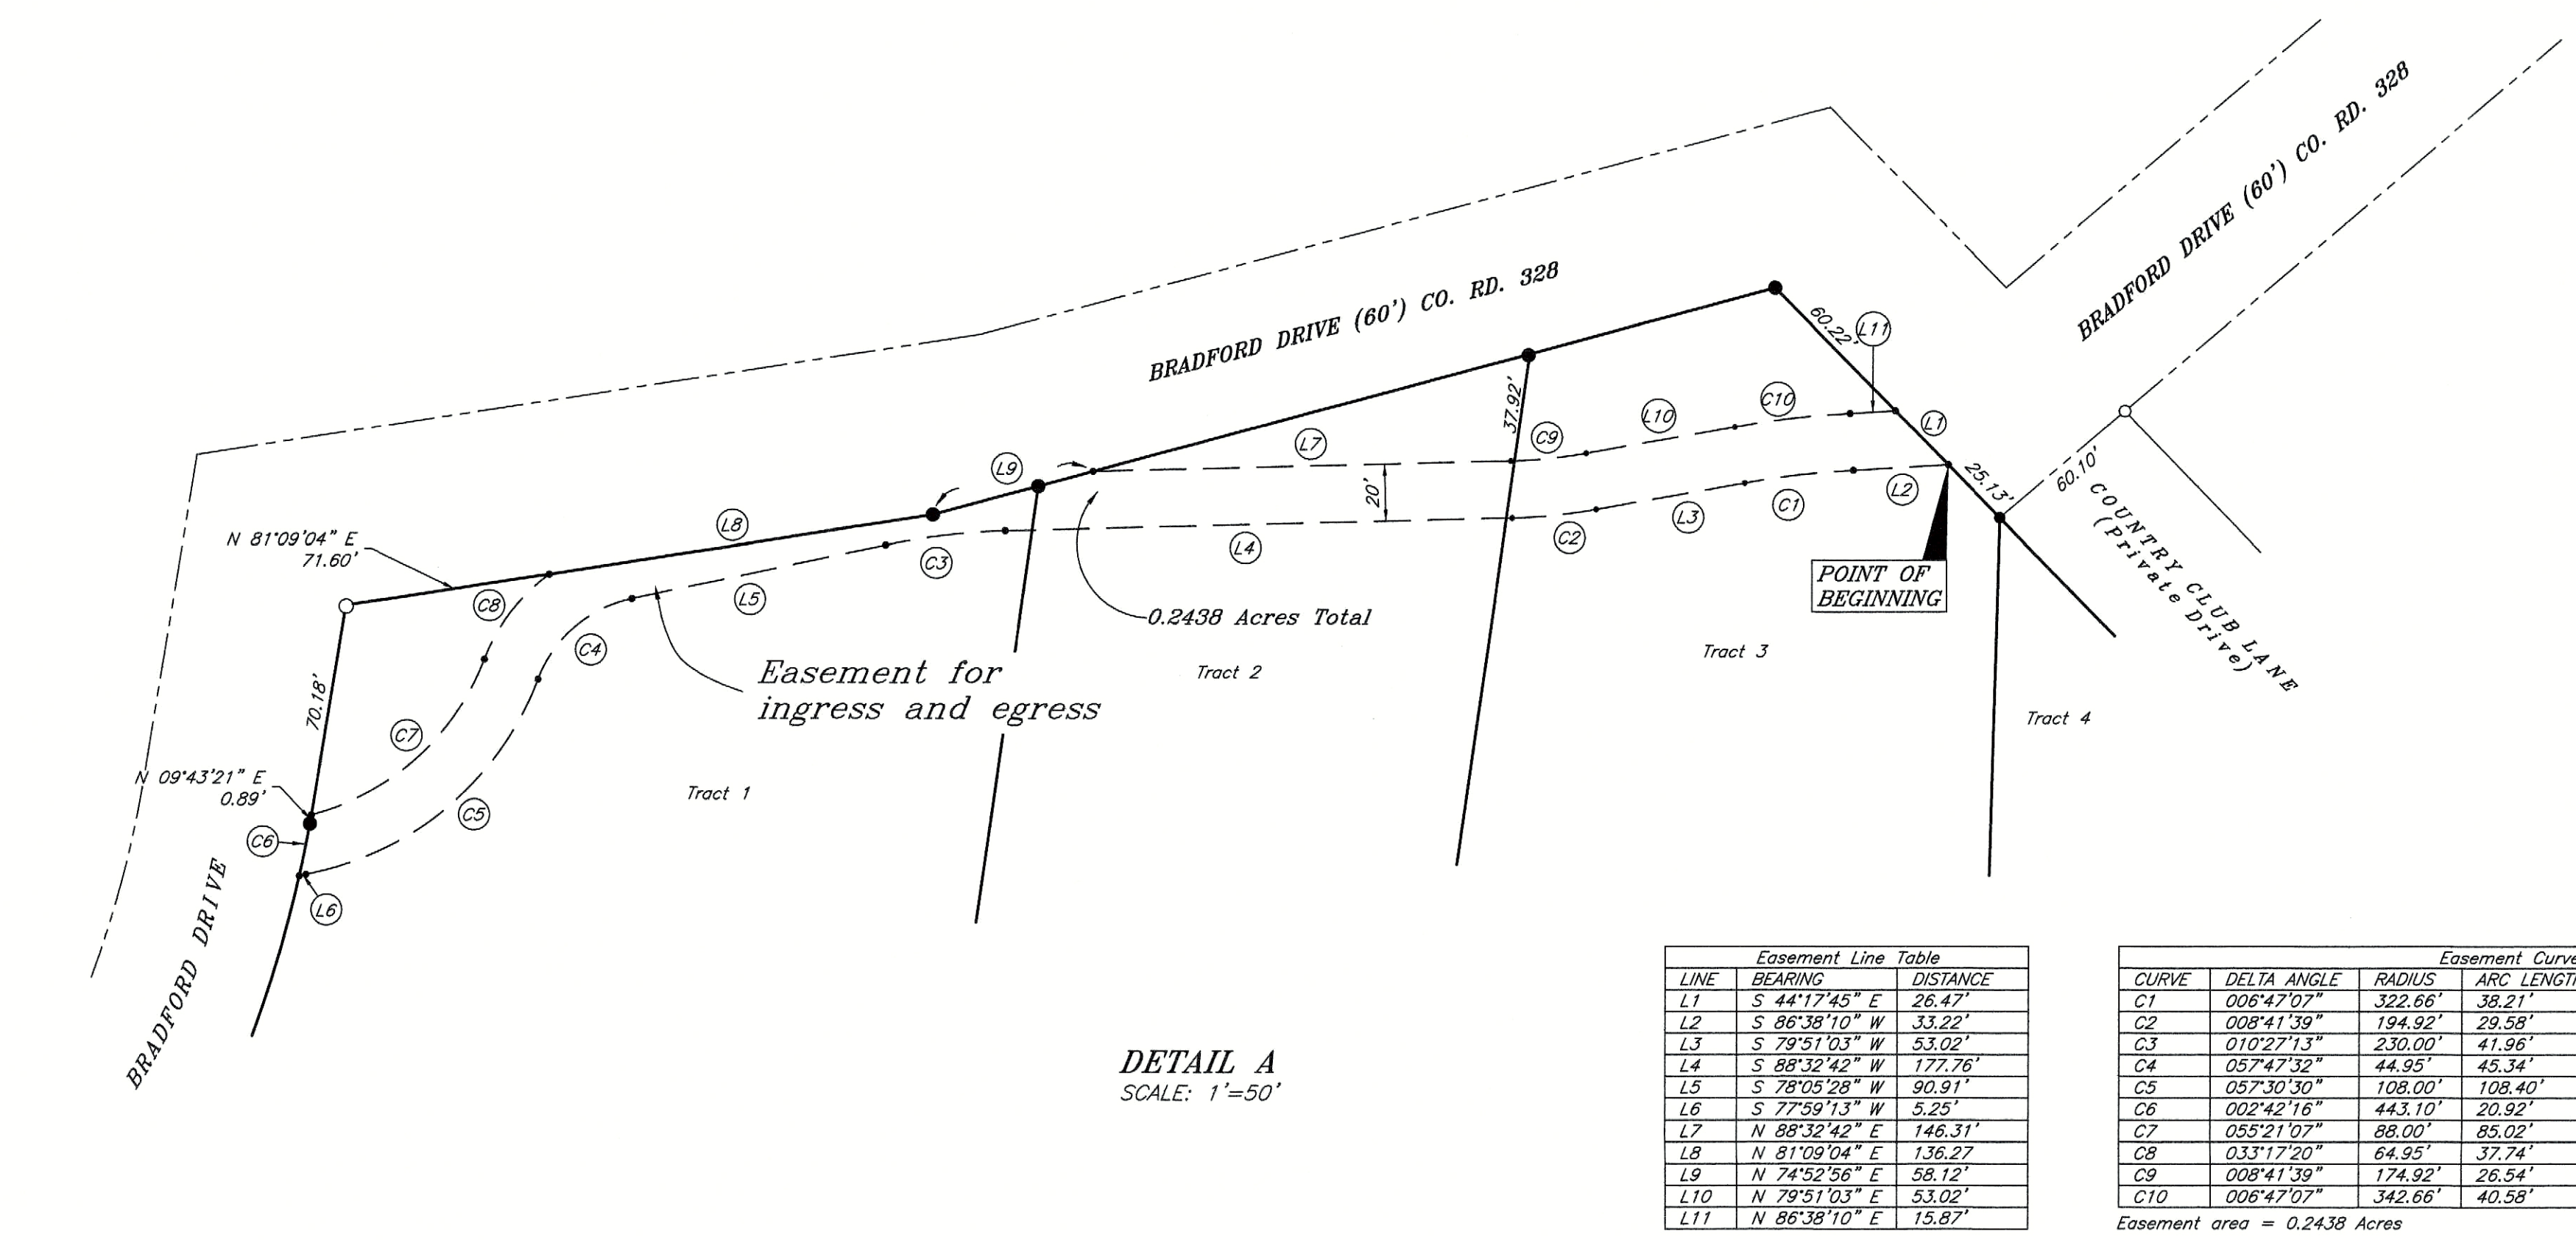 BRADFORD DRIVE (60') CO. RD. 328
BRADFORD DRIVE (60') CO. RD. 328
60.22'
L11
C10
L10
37.92'
C9
L1
L7
L9
20'
L8
N 81°09'04" E
71.60'
25.13'
60.10'
COUNTRY CLUB LANE
(Private Drive)
L2
C1
L3
C2
L4
C3
L5
C8
C4
POINT OF
BEGINNING
0.2438 Acres Total
Easement for
ingress and egress
Tract 3
Tract 2
Tract 4
Tract 1
70.18'
C7
N 09°43'21" E
0.89'
C5
C6
L6
BRADFORD DRIVE
DETAIL A
SCALE: 1'=50'
Easement Line Table
LINE BEARING DISTANCE
L1 S 44°17'45" E 26.47'
L2 S 86°38'10" W 33.22'
L3 S 79°51'03" W 53.02'
L4 S 88°32'42" W 177.76'
L5 S 78°05'28" W 90.91'
L6 S 77°59'13" W 5.25'
L7 N 88°32'42" E 146.31'
L8 N 81°09'04" E 136.27
L9 N 74°52'56" E 58.12'
L10 N 79°51'03" E 53.02'
L11 N 86°38'10" E 15.87'
Easement Curve
CURVE DELTA ANGLE RADIUS ARC LENGT
C1 006°47'07" 322.66' 38.21'
C2 008°41'39" 194.92' 29.58'
C3 010°27'13" 230.00' 41.96'
C4 057°47'32" 44.95' 45.34'
C5 057°30'30" 108.00' 108.40'
C6 002°42'16" 443.10' 20.92'
C7 055°21'07" 88.00' 85.02'
C8 033°17'20" 64.95' 37.74'
C9 008°41'39" 174.92' 26.54'
C10 006°47'07" 342.66' 40.58'
Easement area = 0.2438 Acres